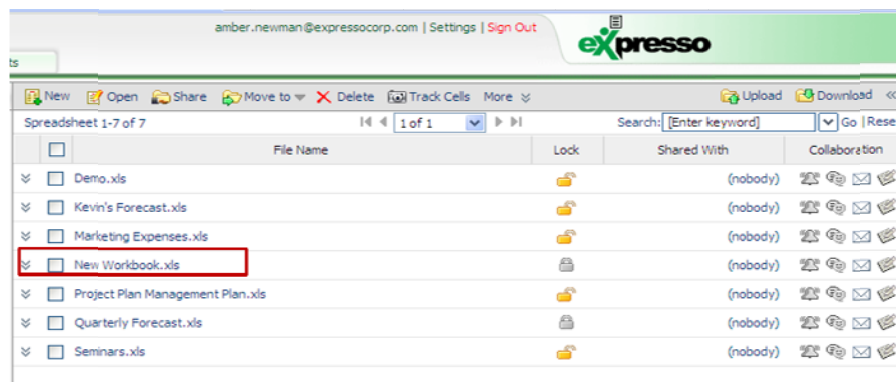 amber.newman@expressocorp.com | Settings | Sign Out
eXpresso
ts
New Open Share Move to Delete Track Cells More Upload Download
Spreadsheet 1-7 of 7 1 of 1 Search: [Enter keyword] Go | Rese
File Name Lock Shared With Collaboration
Demo.xls (nobody)
Kevin's Forecast.xls (nobody)
Marketing Expenses.xls (nobody)
New Workbook.xls (nobody)
Project Plan Management Plan.xls (nobody)
Quarterly Forecast.xls (nobody)
Seminars.xls (nobody)